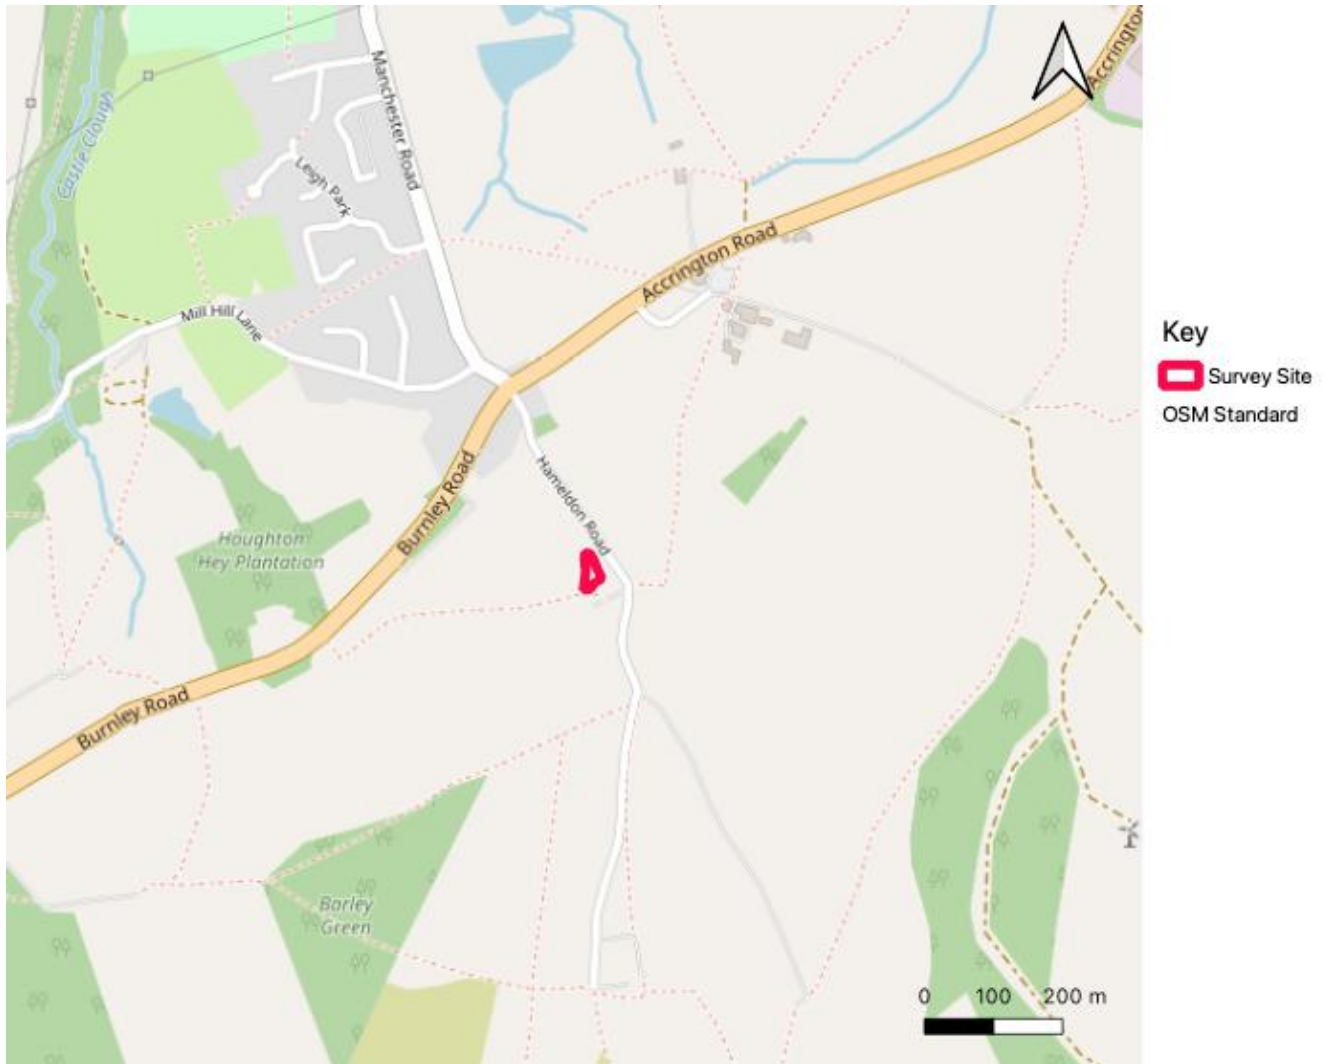 Manchester Road
Accrington
Castle Clough
Leigh Park
Accrington Road
Mill Hill Lane
Key
Survey Site
OSM Standard
Hameldon Road
Burnley Road
Houghton
Hey Plantation
Burnley Road
Barley
Green
0 100 200 m